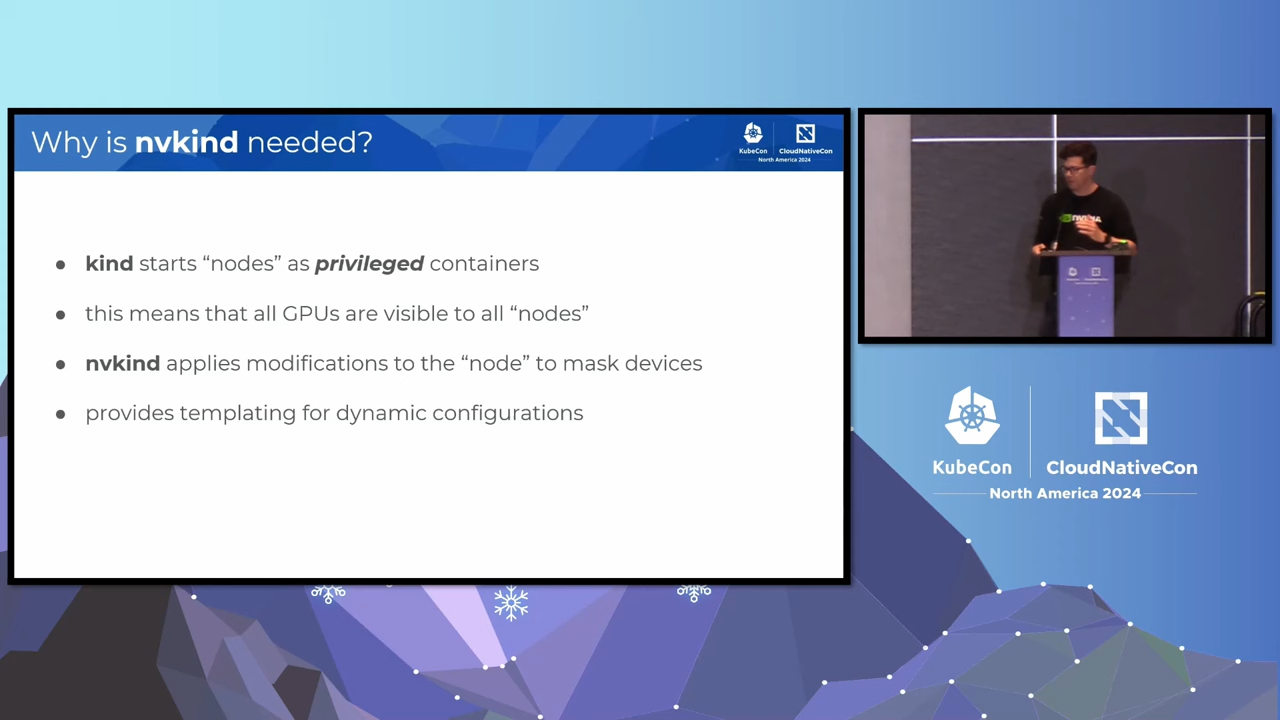 Why is nvkind needed?
KubeCon
CloudNativeCon
North America 2024
● kind starts “nodes” as privileged containers
● this means that all GPUs are visible to all “nodes”
● nvkind applies modifications to the “node” to mask devices
● provides templating for dynamic configurations
NVIDIA
KubeCon
CloudNativeCon
North America 2024